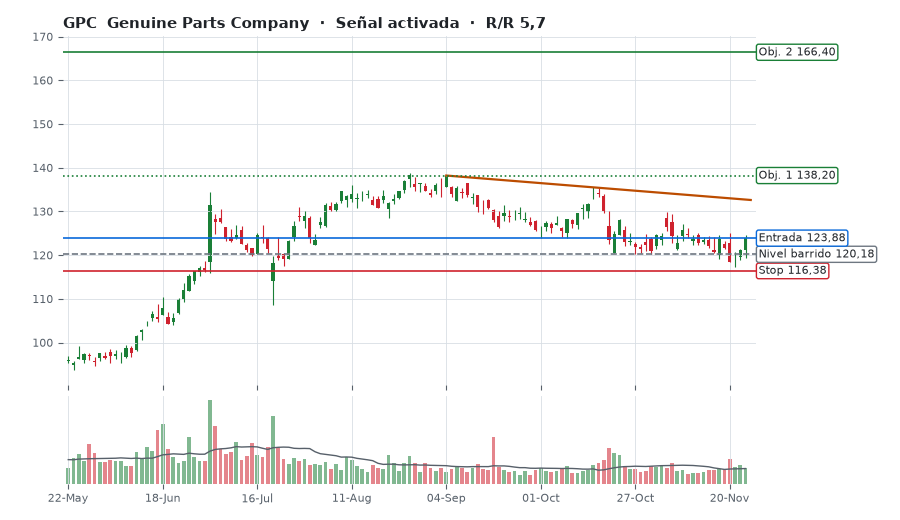 GPC Genuine Parts Company · Señal activada · R/R 5,7
170
160
150
140
130
120
110
100
Obj. 2 166,40
Obj. 1 138,20
Entrada 123,88
Nivel barrido 120,18
Stop 116,38
22-May
18-Jun
16-jul
11-Aug
04-Sep
01-Oct
27-Oct
20-Nov